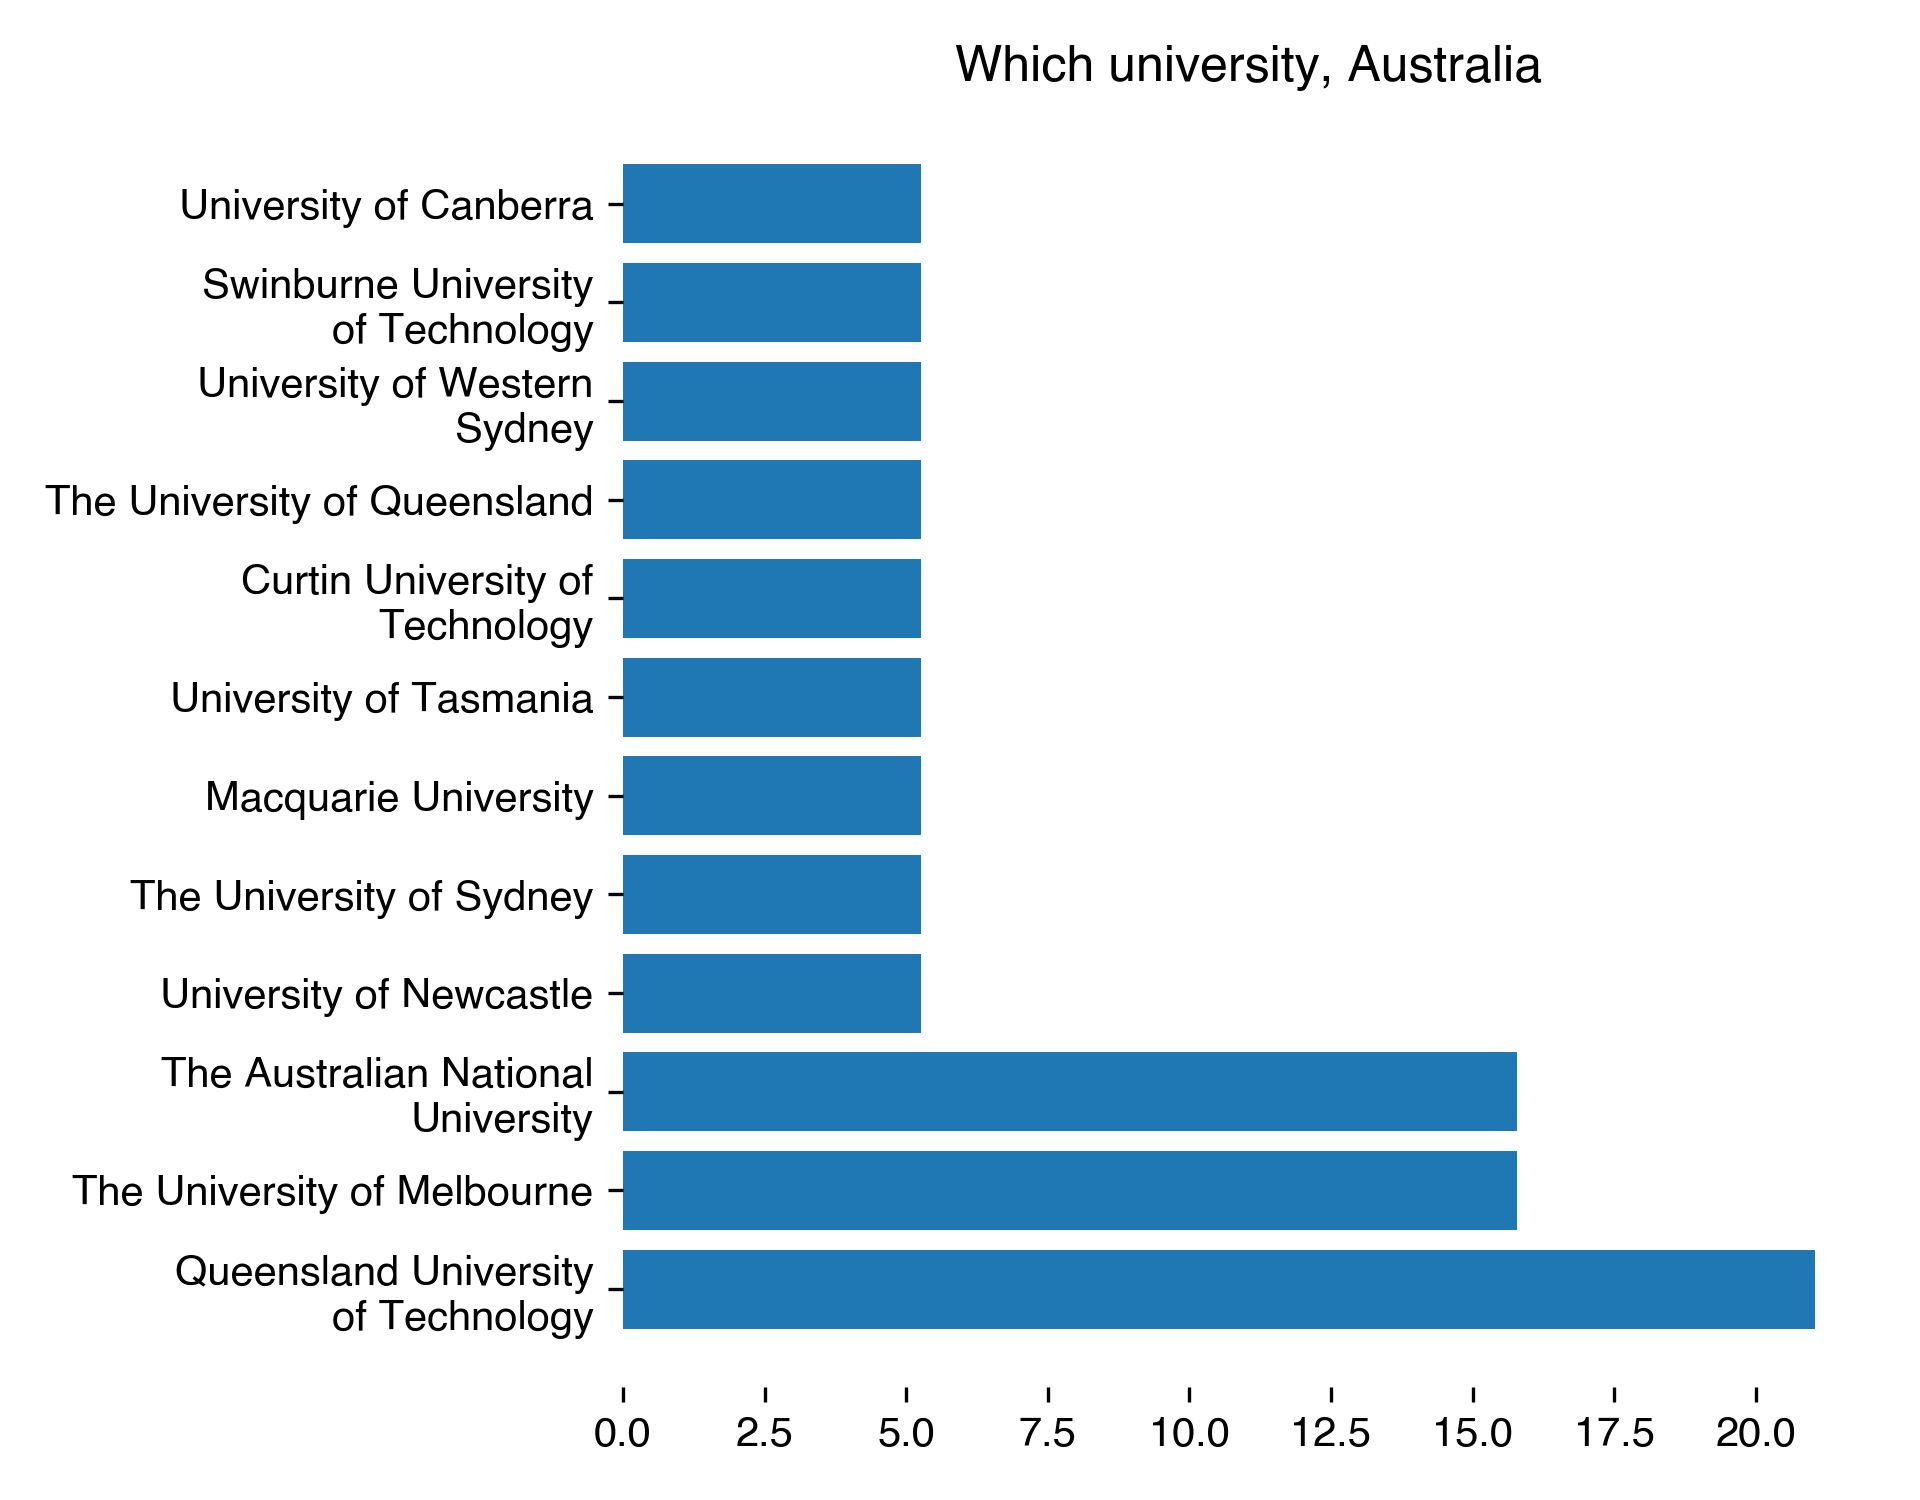 Which university, Australia
University of Canberra
Swinburne University
of Technology
University of Western
Sydney
The University of Queensland
Curtin University of
Technology
University of Tasmania
Macquarie University
The University of Sydney
University of Newcastle
The Australian National
University
The University of Melbourne
Queensland University
of Technology
0.0 2.5 5.0 7.5 10.0 12.5 15.0 17.5 20.0